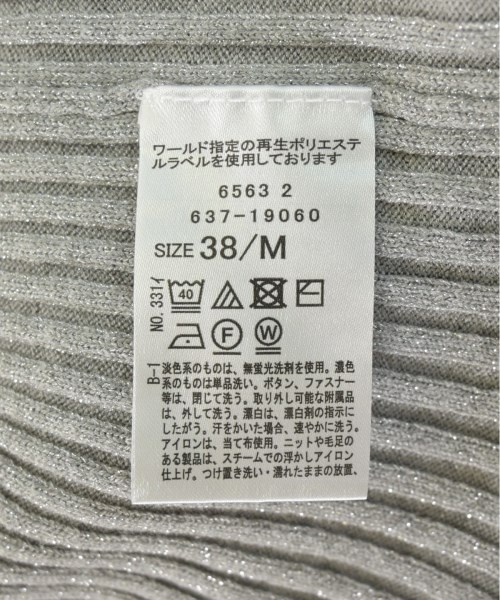 ワールド指定の再生ポリエステ
ルラベルを使用しております
6563 2
637-19060
SIZE 38/M
NO.331イ
40
F
W
B-1
淡色系のものは、無蛍光洗剤を使用。濃色
系のものは単品洗い。ボタン、ファスナー
等は、閉じて洗う。取り外し可能な附属品
は、外して洗う。漂白は、漂白剤の指示に
したがう。汗をかいた場合、速やかに洗う。
アイロンは、当て布使用。ニットや毛足の
ある製品は、スチームでの浮かしアイロン
仕上げ。つけ置き洗い・濡れたままの放置、